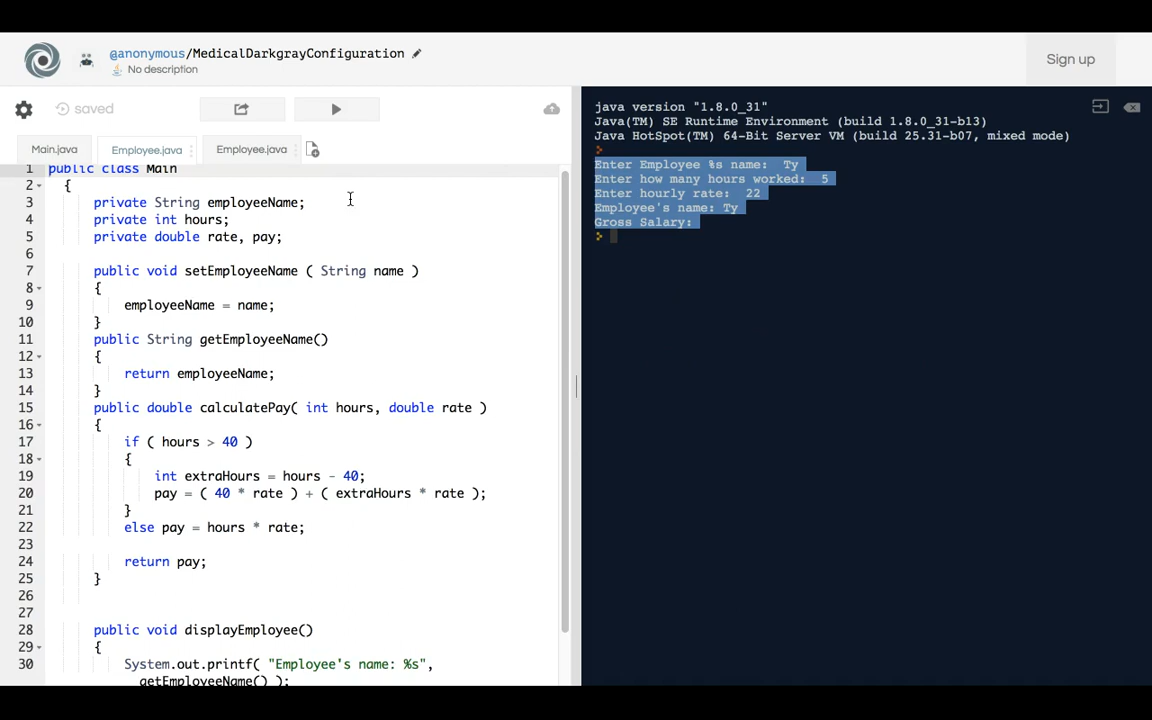 @anonymous/MedicalDarkgrayConfiguration
No description
Sign up
saved
Main.java
Employee.java
Employee.java
1 public class Main
2 {
3 private String employeeName;
4 private int hours;
5 private double rate, pay;
6
7 public void setEmployeeName ( String name )
8 {
9 employeeName = name;
10 }
11 public String getEmployeeName()
12 {
13 return employeeName;
14 }
15 public double calculatePay( int hours, double rate )
16 {
17 if ( hours > 40 )
18 {
19 int extraHours = hours - 40;
20 pay = ( 40 * rate ) + ( extraHours * rate );
21 }
22 else pay = hours * rate;
23
24 return pay;
25 }
26
27
28 public void displayEmployee()
29 {
30 System.out.printf( "Employee's name: %s",
getEmployeeName() );
java version "1.8.0_31"
Java(TM) SE Runtime Environment (build 1.8.0_31-b13)
Java HotSpot(TM) 64-Bit Server VM (build 25.31-b07, mixed mode)
Enter Employee %s name: Ty
Enter how many hours worked: 5
Enter hourly rate: 22
Employee's name: Ty
Gross Salary: